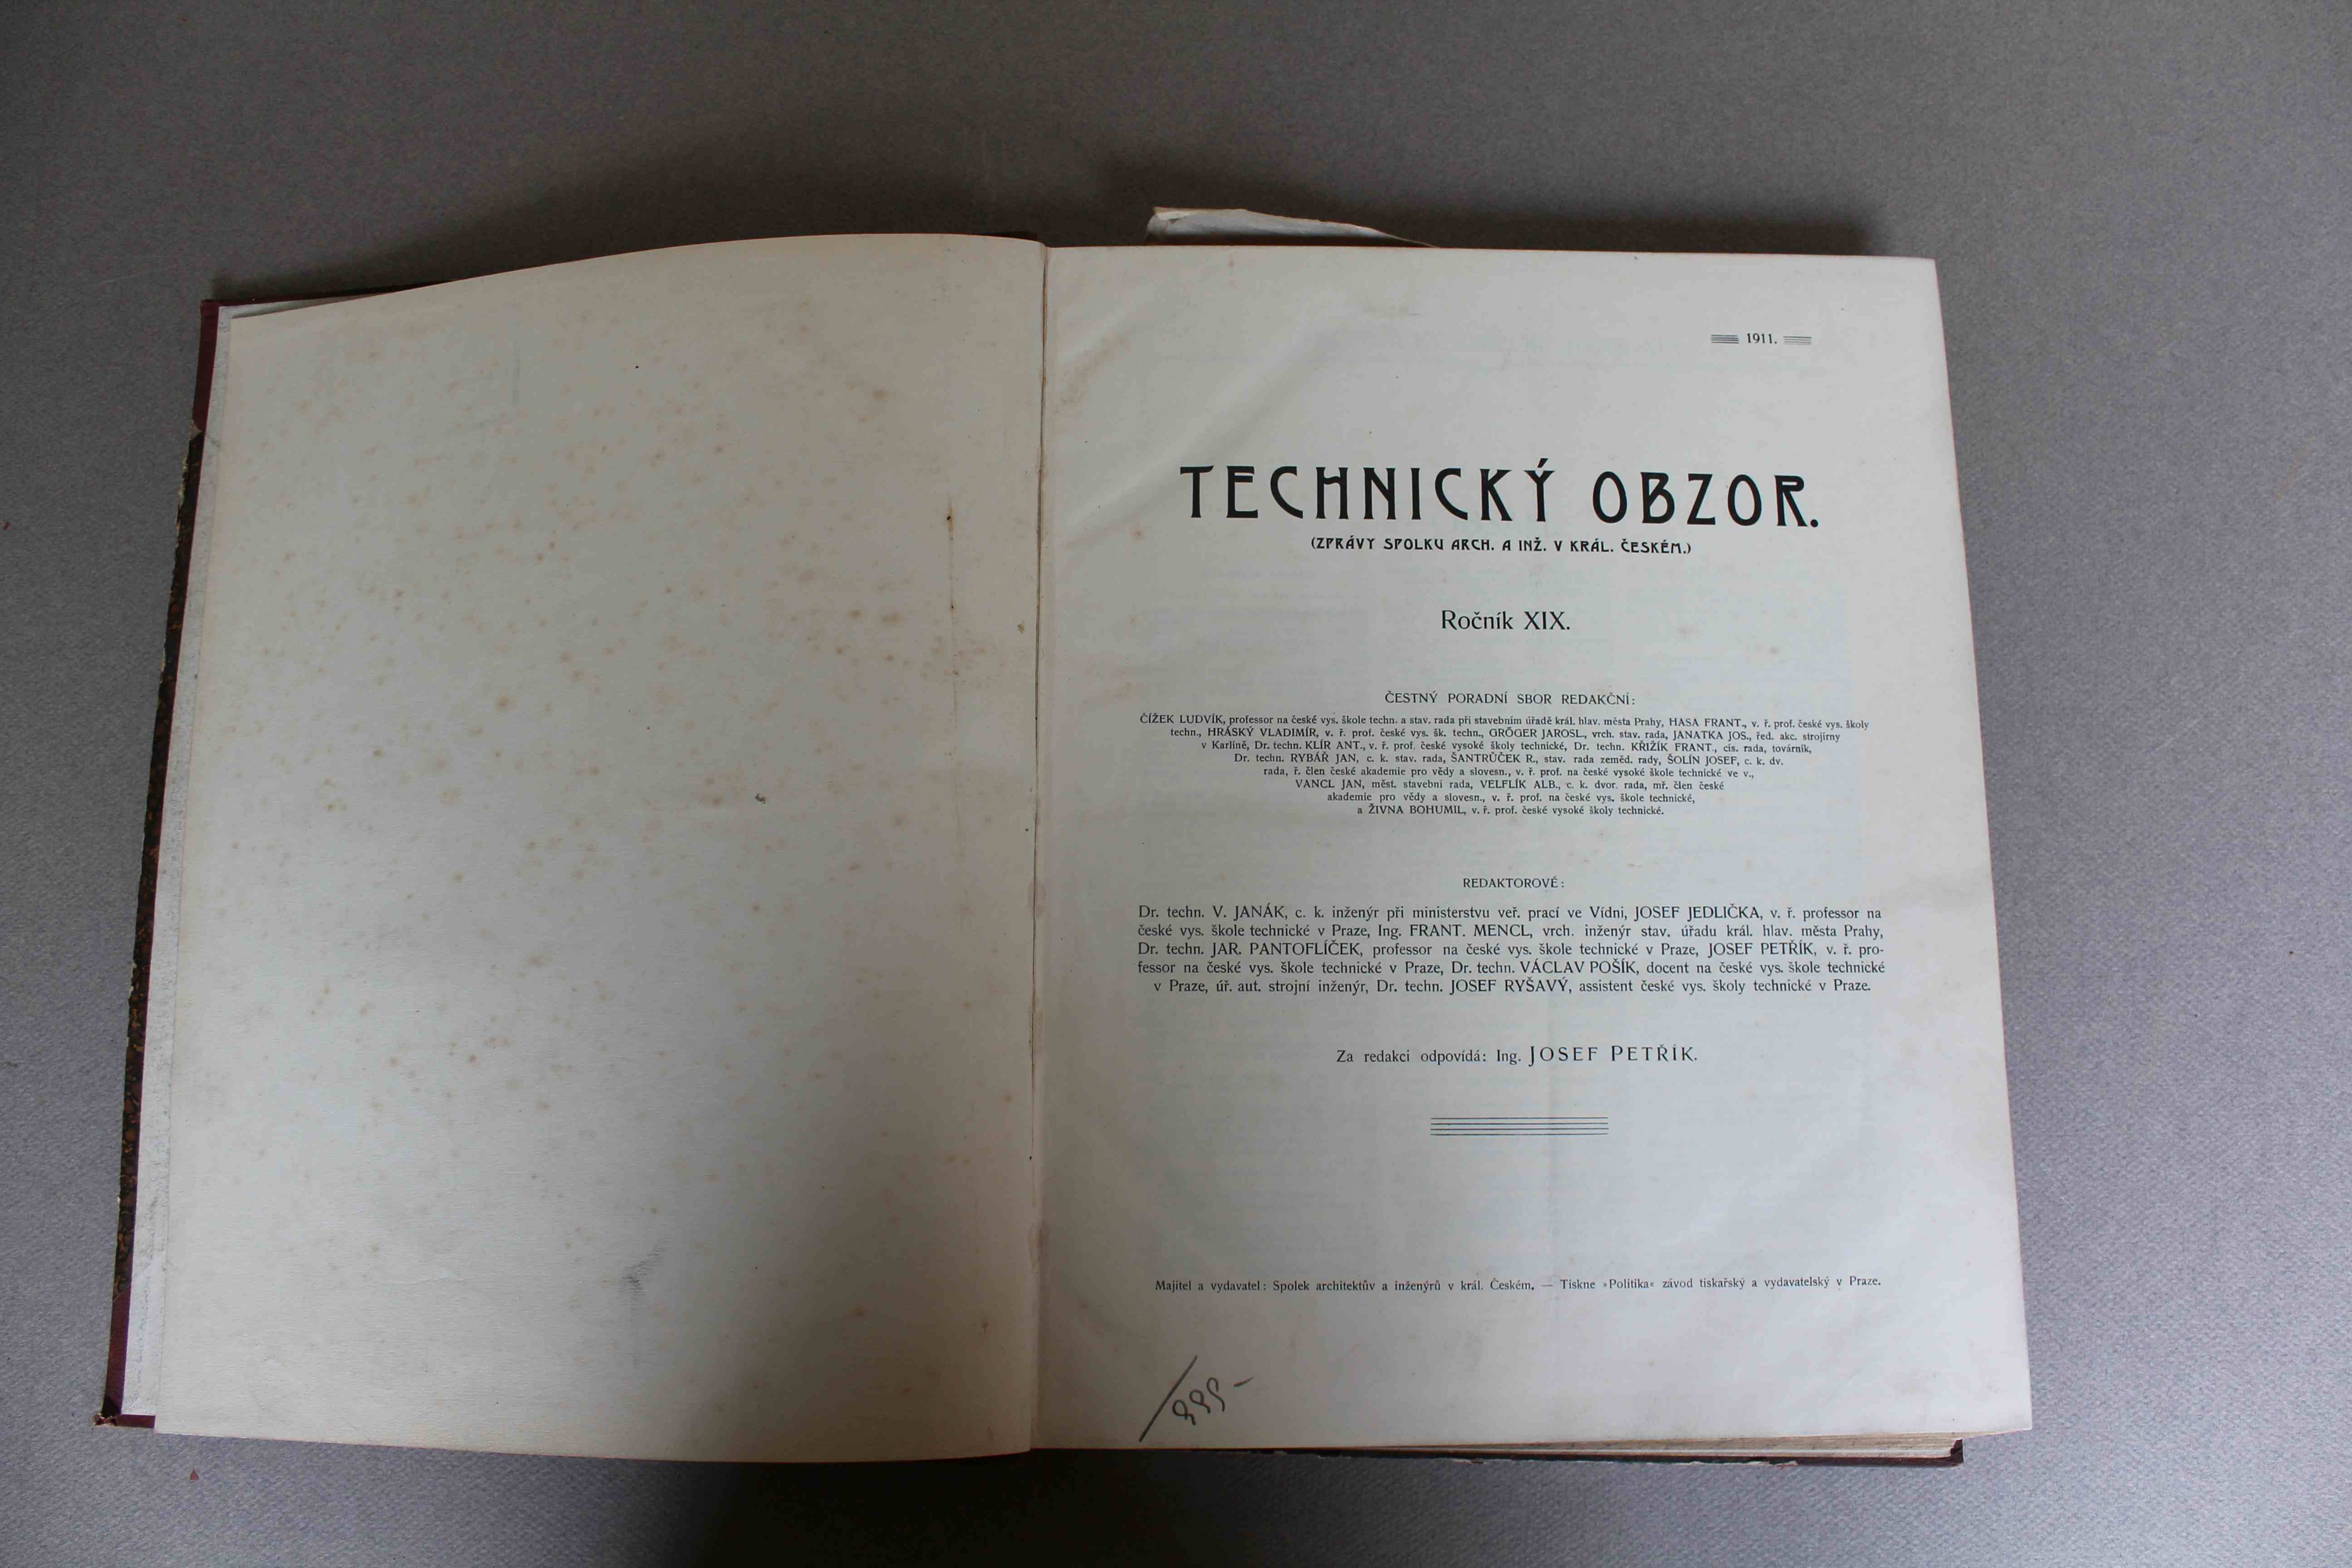 1911.
TECHNICKÝ OBZOR.
(ZPRÁVY SPOLKU ARCH. A INŽ. V KRÁL. ČESKÉM.)
Ročník XIX.
ČESTNÝ PORADNÍ SBOR REDAKČNÍ:
ČÍŽEK LUDVÍK, professor na české vys. škole techn. a stav. rada při stavebním úřadě král. hlav. města Prahy, HASA FRANT., v. ř. prof. české vys. školy
techn., HRÁSKÝ VLADIMÍR, v. ř. prof. české vys. šk. techn., GRÖGER JAROSL., vrch. stav. rada, JANATKA JOS., řed. akc. strojírny
v Karlíně, Dr. techn. KLÍR ANT., v. ř. prof. české vysoké školy technické, Dr. techn. KŘIŽÍK FRANT., cís. rada, továrník,
Dr. techn. RYBÁŘ JAN, c. k. stav. rada, ŠANTRŮČEK R., stav. rada zeměd. rady, ŠOLÍN JOSEF, c. k. dv.
rada, ř. člen české akademie pro vědy a slovesn., v. ř. prof. na české vysoké škole technické ve v.,
VANCL JAN, měst. stavební rada, VELFLÍK ALB., c. k. dvor. rada, mř. člen české
akademie pro vědy a slovesn., v. ř. prof. na české vys. škole technické,
a ŽIVNA BOHUMIL, v. ř. prof. české vysoké školy technické.
REDAKTOROVÉ:
Dr. techn. V. JANÁK, c. k. inženýr při ministerstvu veř. prací ve Vídni, JOSEF JEDLIČKA, v. ř. professor na
české vys. škole technické v Praze, Ing. FRANT. MENCL, vrch. inženýr stav. úřadu král. hlav. města Prahy,
Dr. techn. JAR. PANTOFLÍČEK, professor na české vys. škole technické v Praze, JOSEF PETŘÍK, v. ř. pro-
fessor na české vys. škole technické v Praze, Dr. techn. VÁCLAV POŠÍK, docent na české vys. škole technické
v Praze, úř. aut. strojní inženýr, Dr. techn. JOSEF RYŠAVÝ, assistent české vys. školy technické v Praze.
Za redakci odpovídá: Ing. JOSEF PETŘÍK.
Majitel a vydavatel: Spolek architektův a inženýrů v král. Českém. — Tiskne »Politika« závod tiskařský a vydavatelský v Praze.